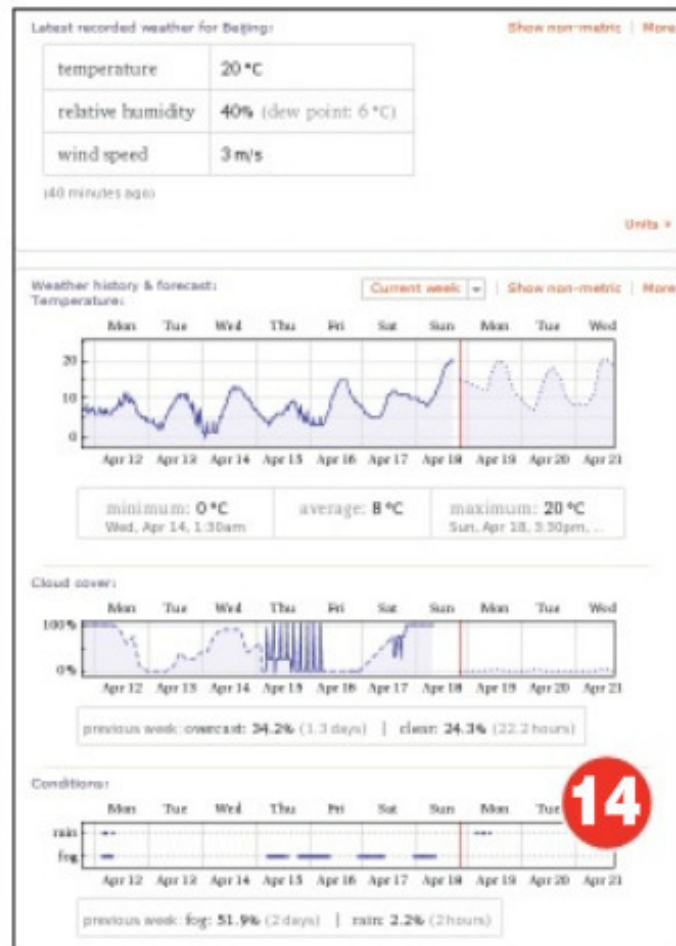 Latest recorded weather for Beijing: Show non-metric | More
temperature 20 °C
relative humidity 40% (dew point: 6 °C)
wind speed 3 m/s
(40 minutes ago)
Units »
Weather history & forecast: Current week | Show non-metric | More
Temperature:
Mon Tue Wed Thu Fri Sat Sun Mon Tue Wed
20
10
0
Apr 12 Apr 13 Apr 14 Apr 15 Apr 16 Apr 17 Apr 18 Apr 19 Apr 20 Apr 21
minimum: 0 °C average: 8 °C maximum: 20 °C
Wed, Apr 14, 1:30am Sun, Apr 18, 3:30pm, ...
Cloud cover:
Mon Tue Wed Thu Fri Sat Sun Mon Tue Wed
100%
0%
Apr 12 Apr 13 Apr 14 Apr 15 Apr 16 Apr 17 Apr 18 Apr 19 Apr 20 Apr 21
previous week: overcast: 34.2% (1.3 days) | clear: 24.3% (22.2 hours)
Conditions:
14
Mon Tue Wed Thu Fri Sat Sun Mon Tue
rain
fog
Apr 12 Apr 13 Apr 14 Apr 15 Apr 16 Apr 17 Apr 18 Apr 19 Apr 20 Apr 21
previous week: fog: 51.9% (2 days) | rain: 2.2% (2 hours)